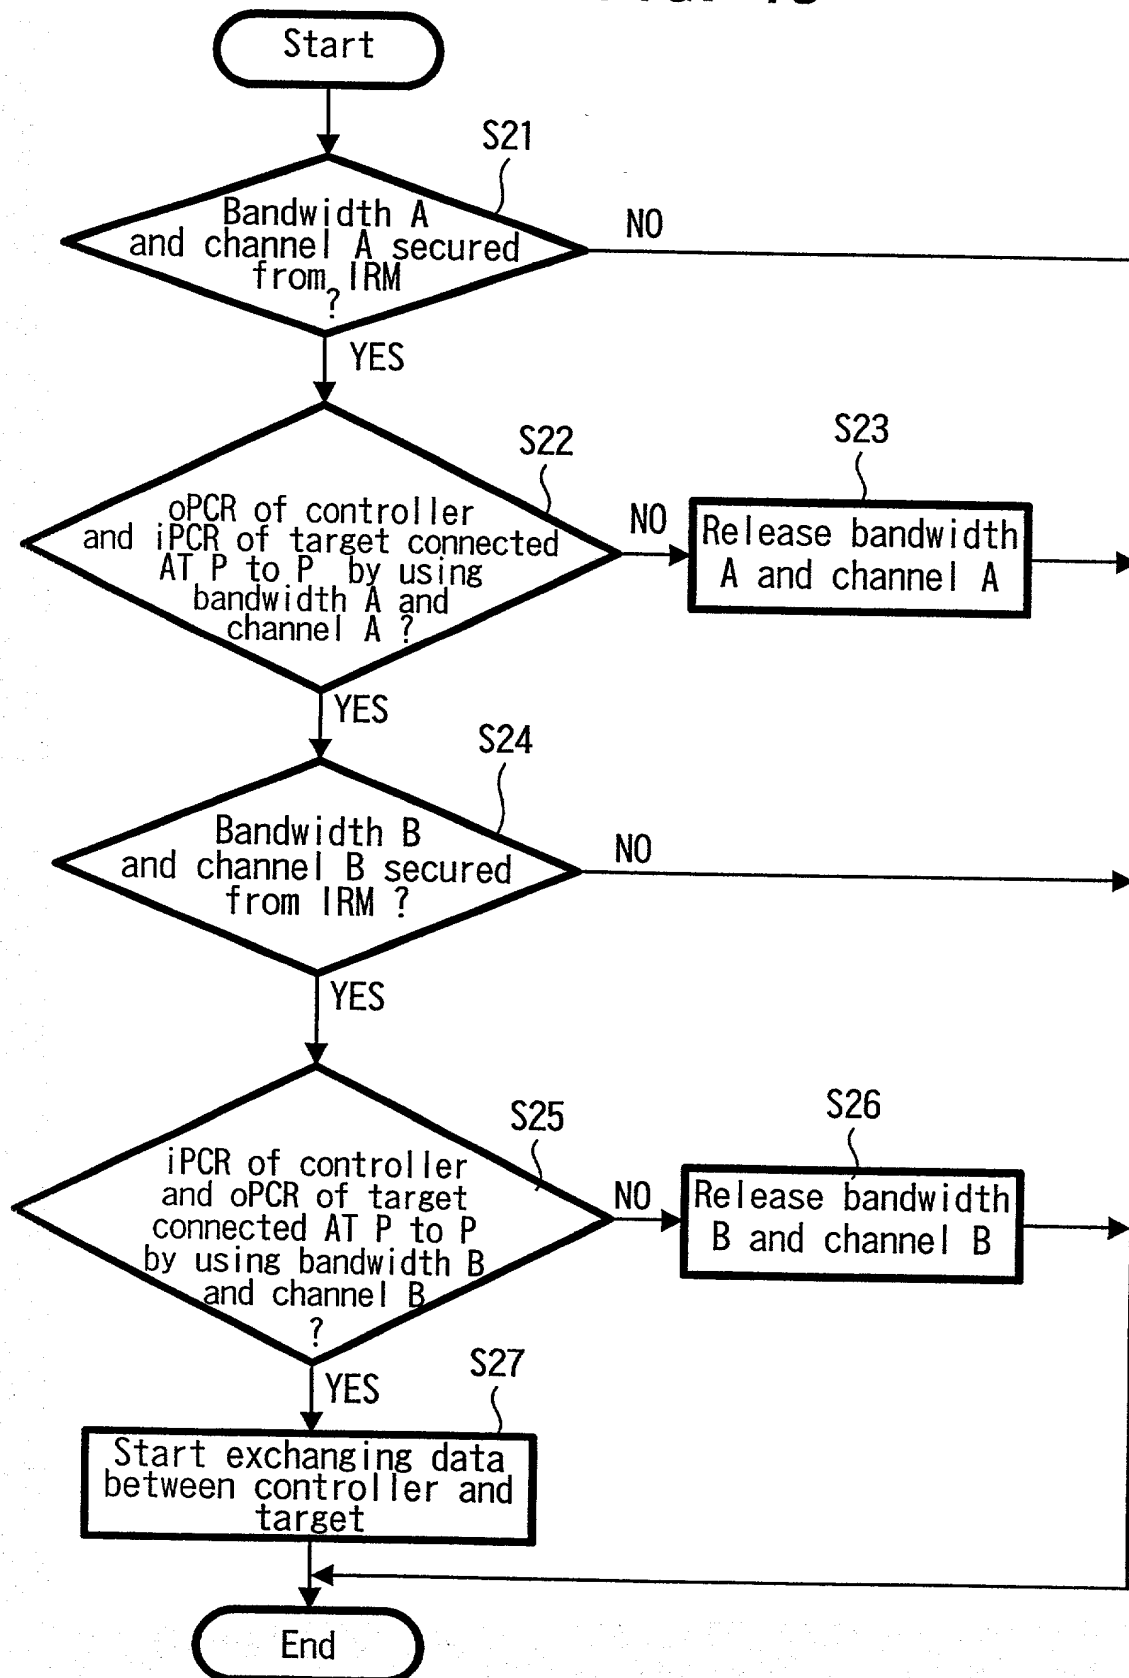 Start
S21
Bandwidth A
and channel A secured
from IRM
?
NO
YES
S22
oPCR of controller
and iPCR of target connected
AT P to P by using
bandwidth A and
channel A ?
NO
S23
Release bandwidth
A and channel A
YES
S24
Bandwidth B
and channel B secured
from IRM ?
NO
YES
S25
iPCR of controller
and oPCR of target
connected AT P to P
by using bandwidth B
and channel B
?
NO
S26
Release bandwidth
B and channel B
YES
S27
Start exchanging data
between controller and
target
End